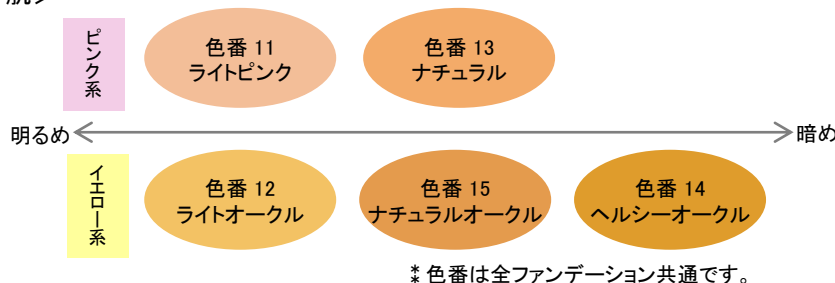 ピンク系
色番 11
ライトピンク
色番 13
ナチュラル
明るめ
暗め
イエロー系
色番 12
ライトオークル
色番 15
ナチュラルオークル
色番 14
ヘルシーオークル
⁑色番は全ファンデーション共通です。